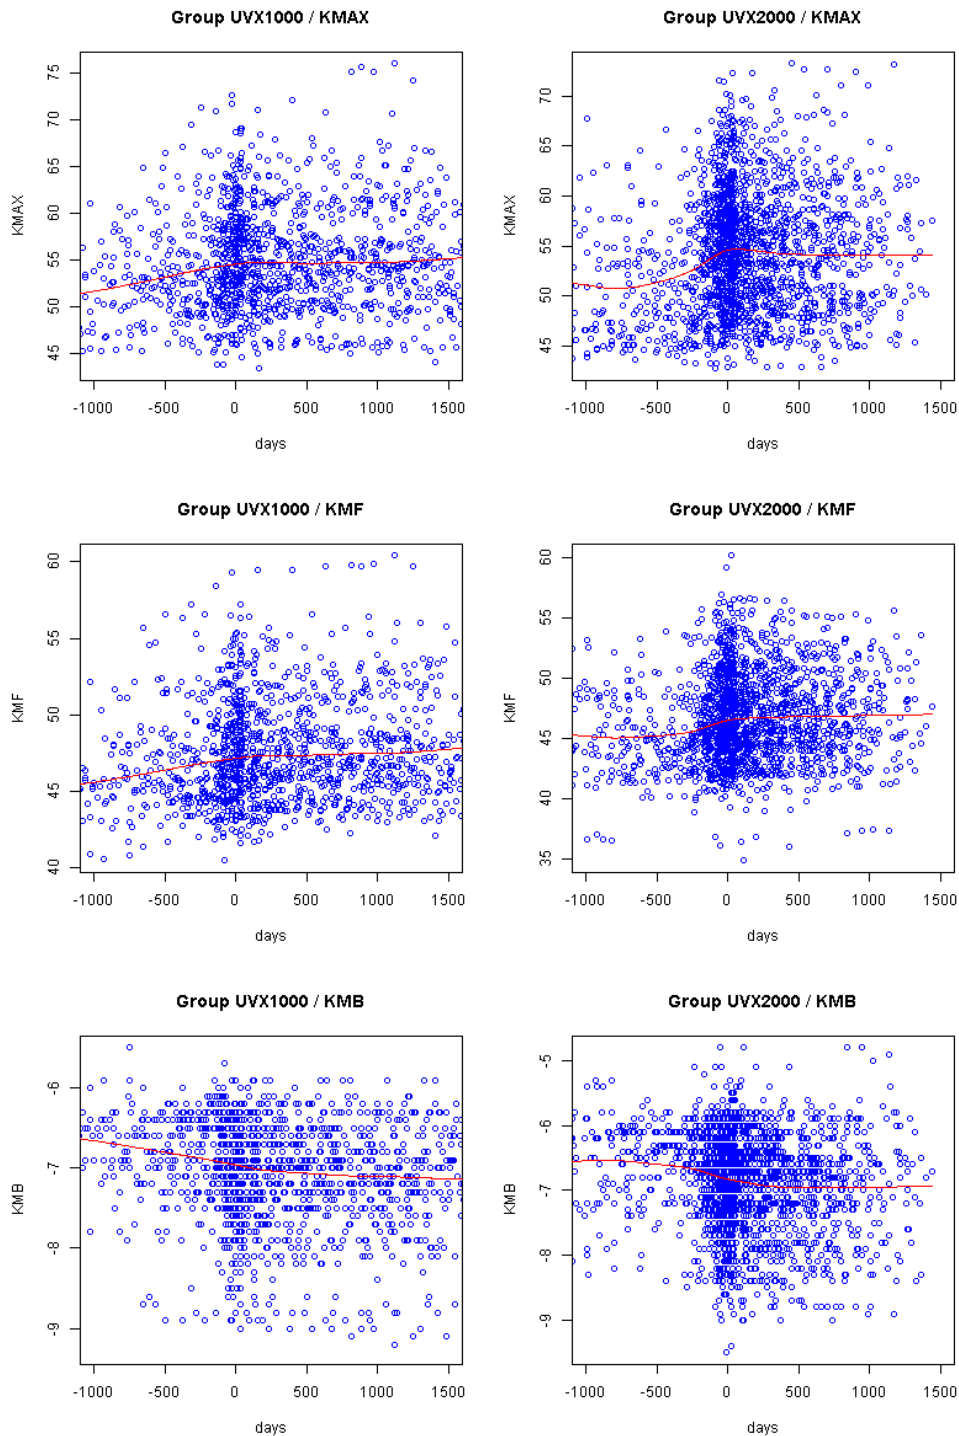 Group UVX1000 / KMAX
KMAX
75
70
65
60
55
50
45
-1000 -500 0 500 1000 1500
days
Group UVX2000 / KMAX
KMAX
70
65
60
55
50
45
-1000 -500 0 500 1000 1500
days
Group UVX1000 / KMF
KMF
60
55
50
45
40
-1000 -500 0 500 1000 1500
days
Group UVX2000 / KMF
KMF
60
55
50
45
40
35
-1000 -500 0 500 1000 1500
days
Group UVX1000 / KMB
KMB
-6
-7
-8
-9
-1000 -500 0 500 1000 1500
days
Group UVX2000 / KMB
KMB
-5
-6
-7
-8
-9
-1000 -500 0 500 1000 1500
days